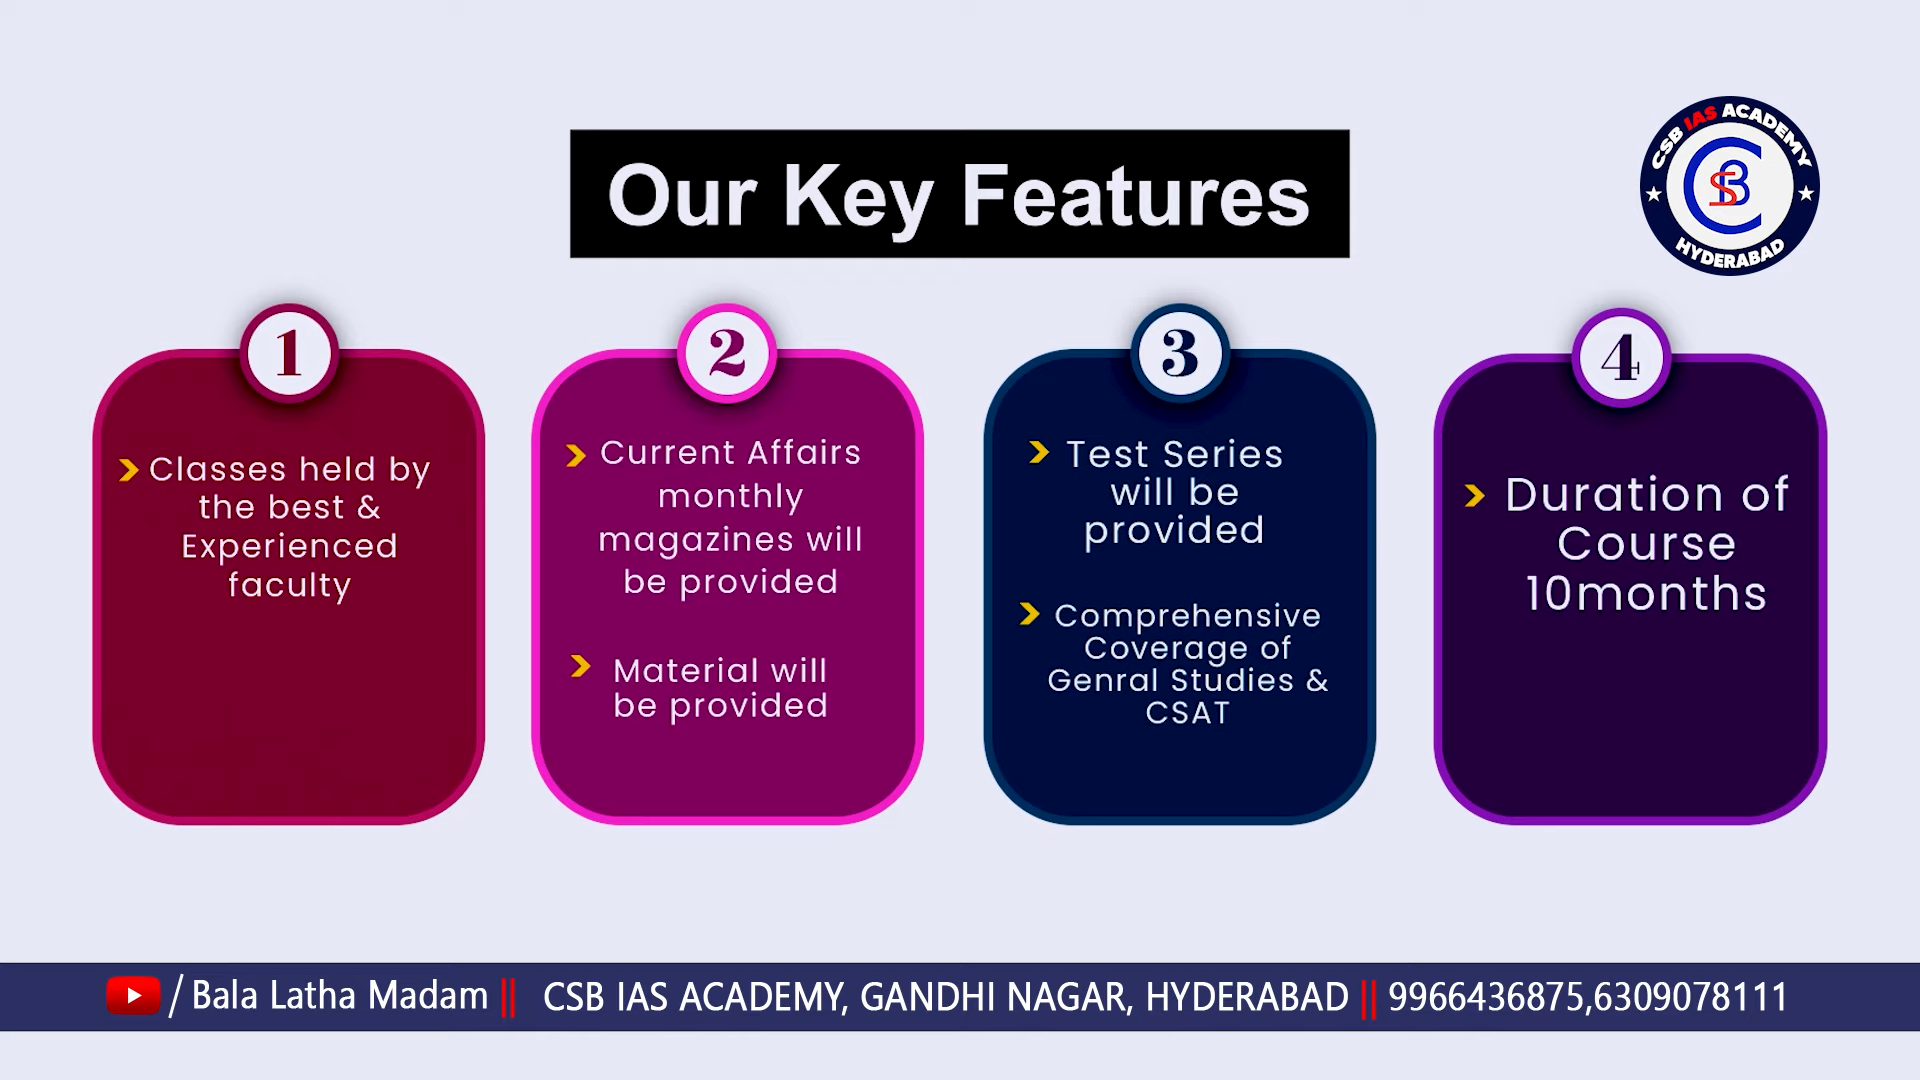 Our Key Features
CSB IAS ACADEMY
CSB
HYDERABAD
1
Classes held by
the best &
Experienced
faculty
2
Current Affairs
monthly
magazines will
be provided
Material will
be provided
3
Test Series
will be
provided
Comprehensive
Coverage of
Genral Studies &
CSAT
4
Duration of
Course
10months
/Bala Latha Madam || CSB IAS ACADEMY, GANDHI NAGAR, HYDERABAD || 9966436875,6309078111